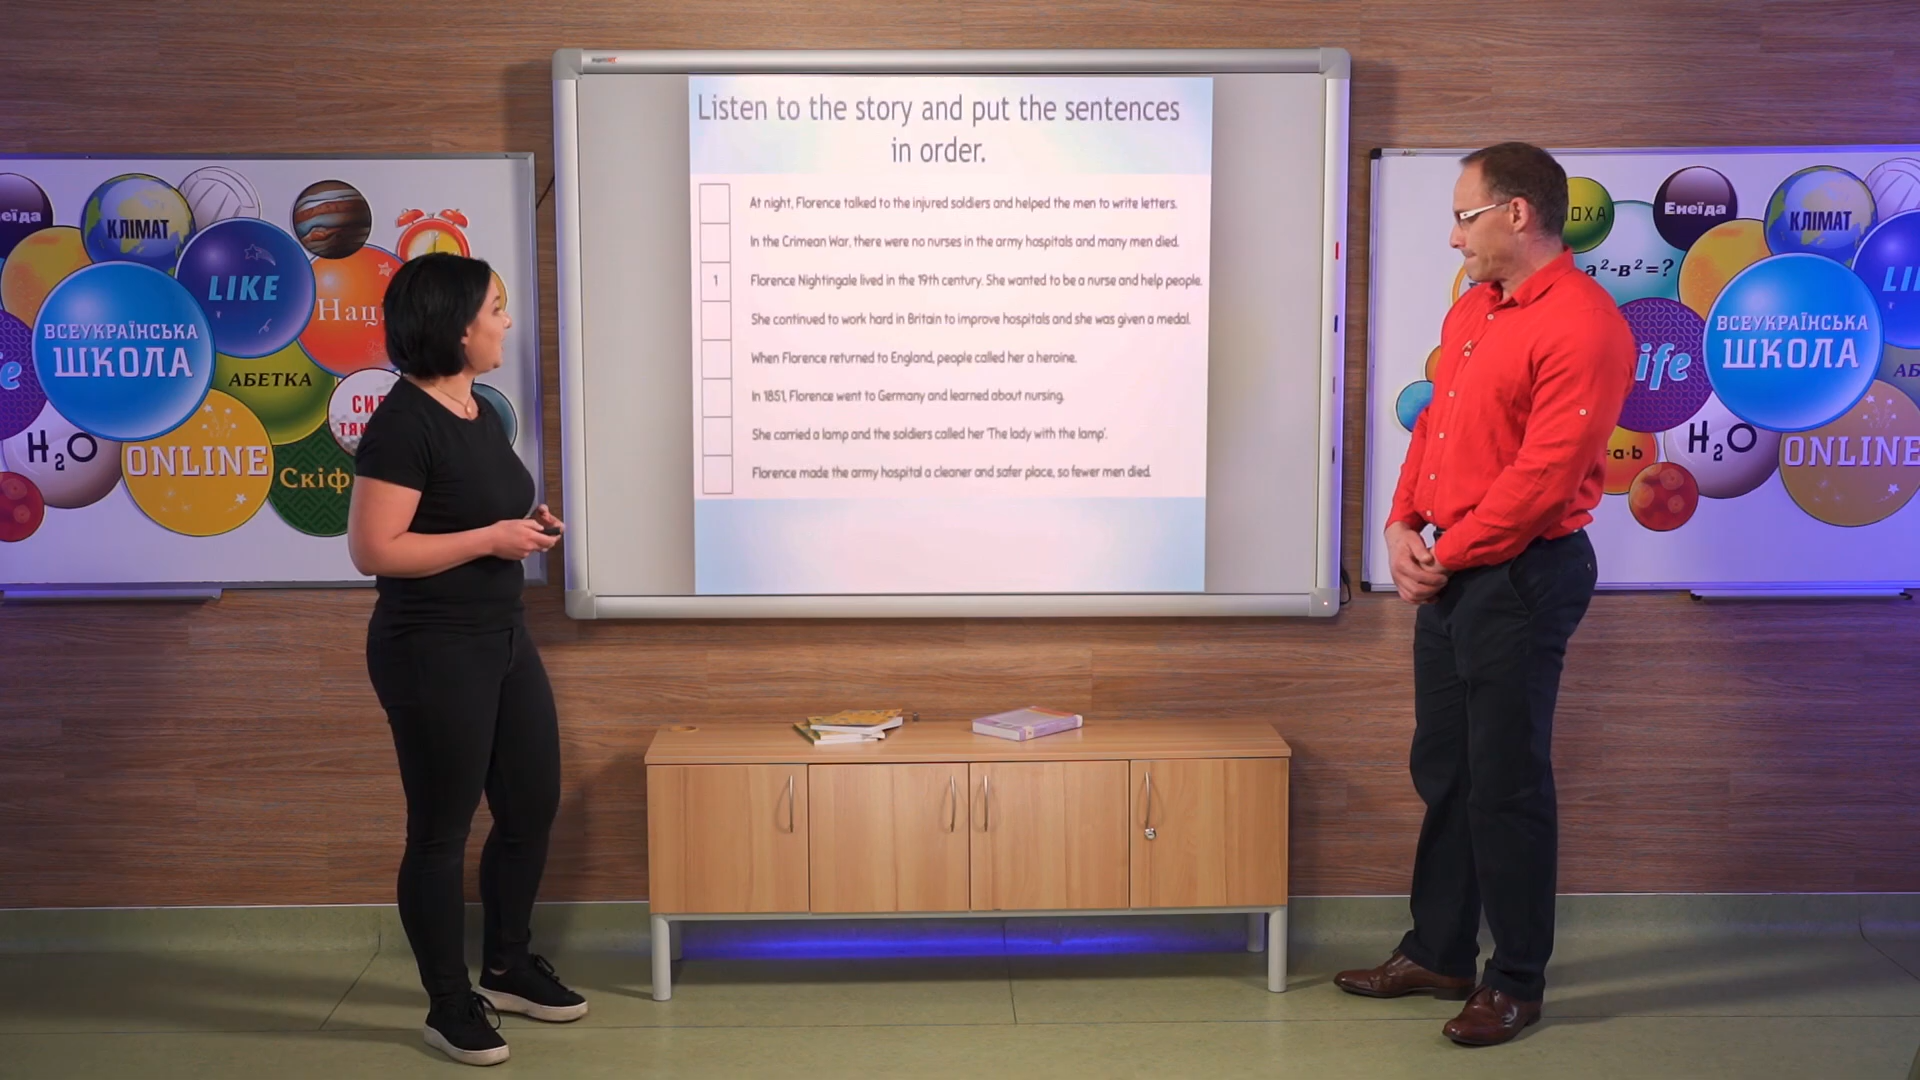 Listen to the story and put the sentences
in order.
At night, Florence talked to the injured soldiers and helped the men to write letters.
In the Crimean War, there were no nurses in the army hospitals and many men died.
1 Florence Nightingale lived in the 19th century. She wanted to be a nurse and help people.
She continued to work hard in Britain to improve hospitals and she was given a medal.
When Florence returned to England, people called her a heroine.
In 1851, Florence went to Germany and learned about nursing.
She carried a lamp and the soldiers called her 'The lady with the lamp'.
Florence made the army hospital a cleaner and safer place, so fewer men died.
КЛІМАТ
LIKE
ВСЕУКРАЇНСЬКА
ШКОЛА
АБЕТКА
H₂O
ONLINE
Енеїда
КЛІМАТ
a²-в²=?
ВСЕУКРАЇНСЬКА
ШКОЛА
H₂O
ONLINE